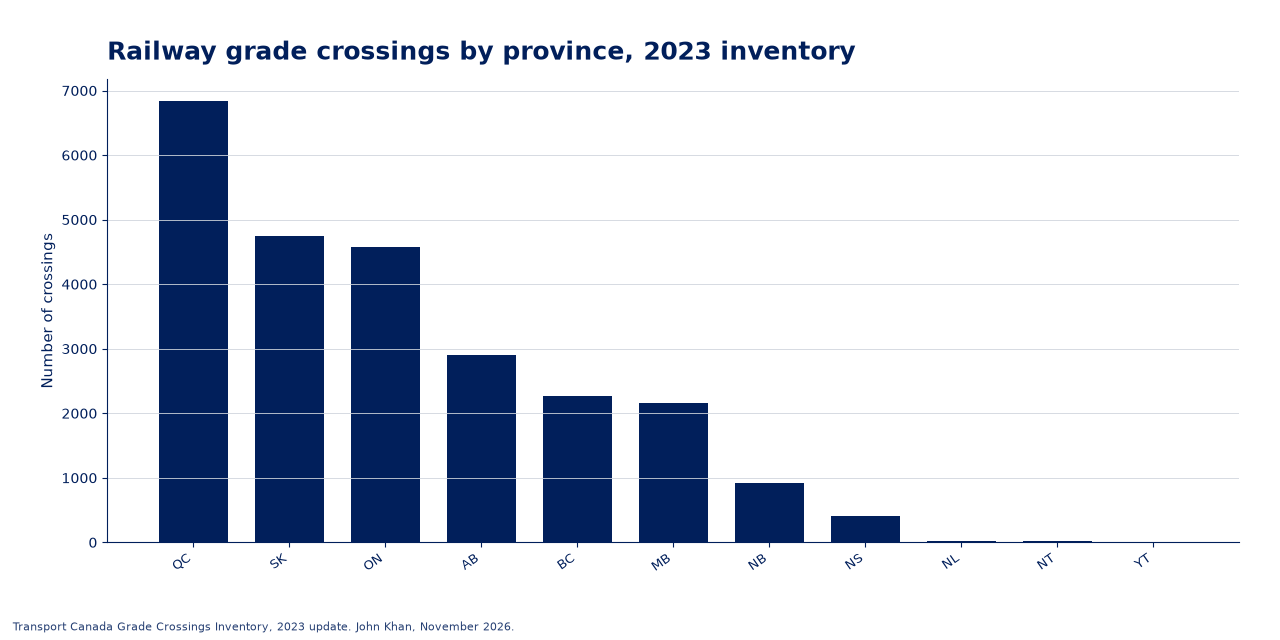 Railway grade crossings by province, 2023 inventory
Number of crossings
7000
6000
5000
4000
3000
2000
1000
0
QC
SK
ON
AB
BC
MB
NB
NS
NL
NT
YT
Transport Canada Grade Crossings Inventory, 2023 update. John Khan, November 2026.